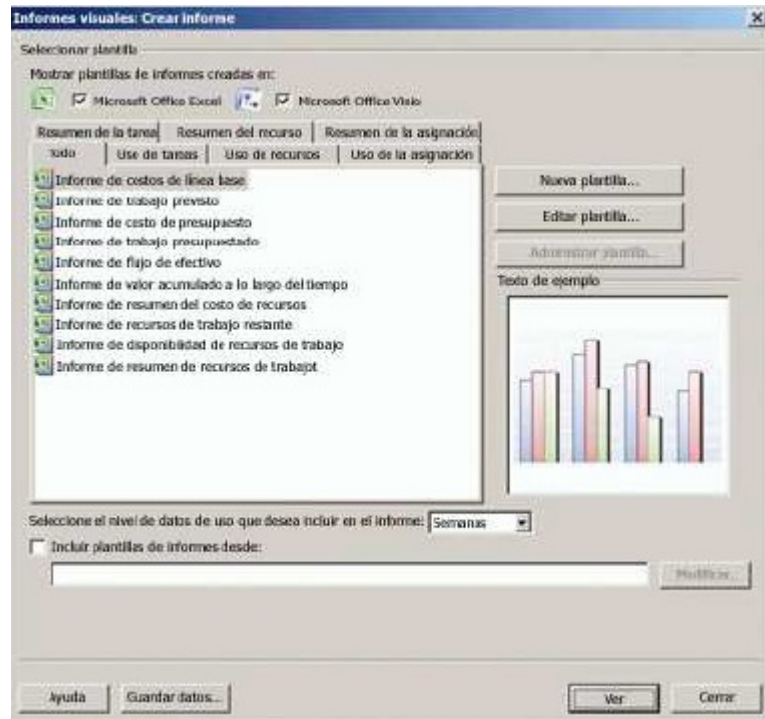 Informes visuales: Crear informe
Seleccionar plantilla
Mostrar plantillas de informes creadas en:
Microsoft Office Excel Microsoft Office Visio
Resumen de la tarea Resumen del recurso Resumen de la asignación
Todo Uso de tareas Uso de recursos Uso de la asignación
Informe de costos de línea base
Informe de trabajo previsto
Informe de costo de presupuesto
Informe de trabajo presupuestado
Informe de flujo de efectivo
Informe de valor acumulado a lo largo del tiempo
Informe de resumen del costo de recursos
Informe de recursos de trabajo restante
Informe de disponibilidad de recursos de trabajo
Informe de resumen de recursos de trabajot
Nueva plantilla...
Editar plantilla...
Administrar plantilla...
Texto de ejemplo
Seleccione el nivel de datos de uso que desea incluir en el informe: Semanas
Incluir plantillas de informes desde:
Modificar...
Ayuda Guardar datos... Ver Cerrar